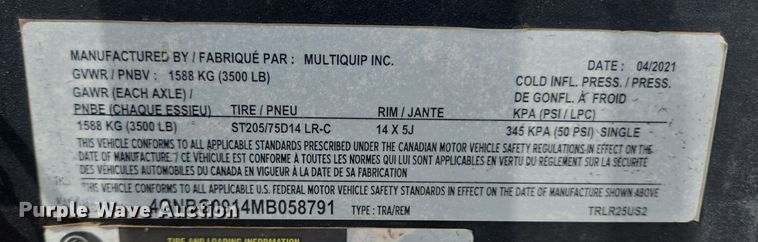 MANUFACTURED BY / FABRIQUÉ PAR : MULTIQUIP INC. DATE : 04/2021
GVWR / PNBV : 1588 KG (3500 LB) COLD INFL. PRESS. / PRESS.
GAWR (EACH AXLE) / DE GONFL. À FROID
PNBE (CHAQUE ESSIEU) TIRE / PNEU RIM / JANTE KPA (PSI / LPC)
1588 KG (3500 LB) ST205/75D14 LR-C 14 X 5J 345 KPA (50 PSI) SINGLE
THIS VEHICLE CONFORMS TO ALL APPLICABLE STANDARDS PRESCRIBED UNDER THE CANADIAN MOTOR VEHICLE SAFETY REGULATIONS IN EFFECT ON THE
DATE OF MANUFACTURE. / CE VÉHICULE EST CONFORME À TOUTES LES NORMES QUI LUI SONT APPLICABLES EN VERTU DU RÈGLEMENT SUR LA SÉCURITÉ
DES VÉHICULES AUTOMOBILES DU CANADA EN VIGUEUR À LA DATE DE SA FABRICATION
THIS VEHICLE CONFORMS TO ALL APPLICABLE U.S. FEDERAL MOTOR VEHICLE SAFETY STANDARDS IN EFFECT ON THE DATE OF MANUFACTURE SHOWN ABOVE
MB058791 TYPE : TRA/REM TRLR25US2
Purple Wave Auction
TIRE AND LOADING INFORMATION